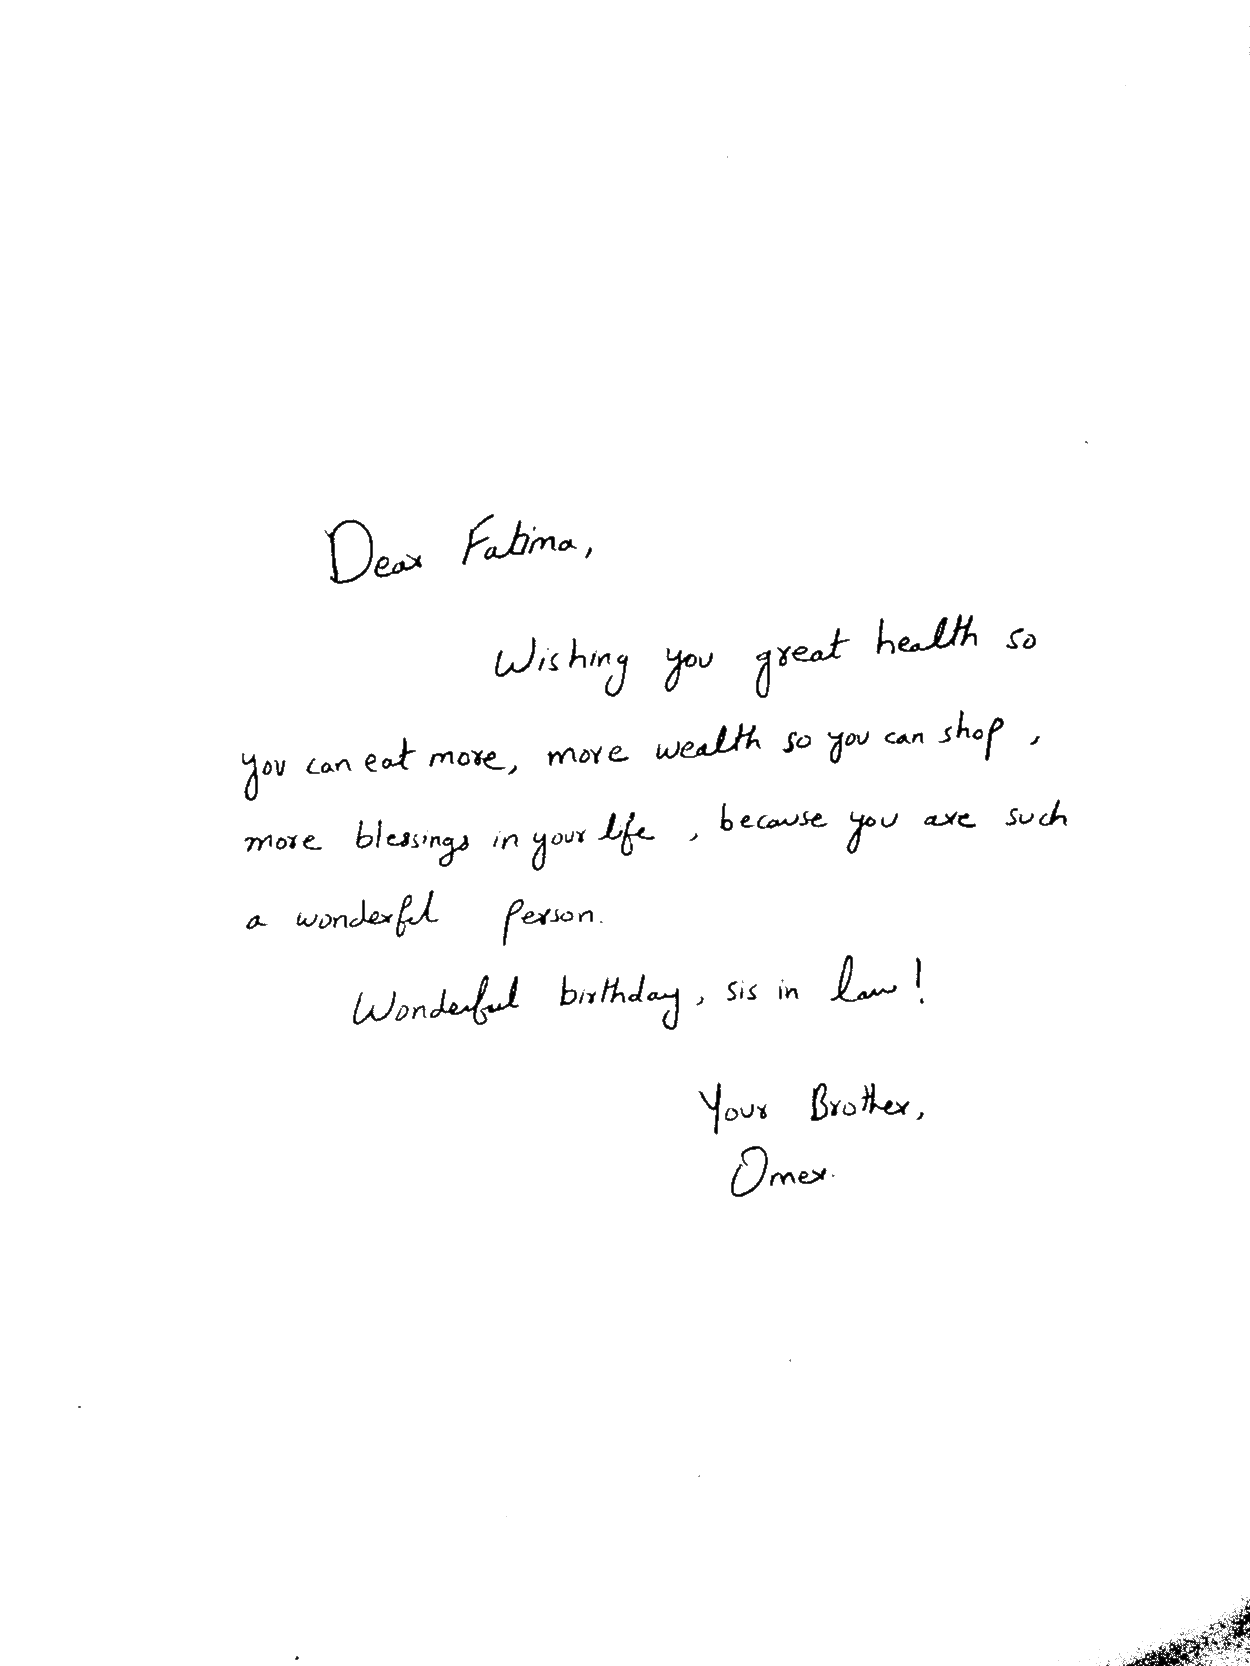 Dear Fatima,
Wishing you great health so
you can eat more, more wealth so you can shop,
more blessings in your life, because you are such
a wonderful person.
Wonderful birthday, sis in law!
Your Brother,
Omer.